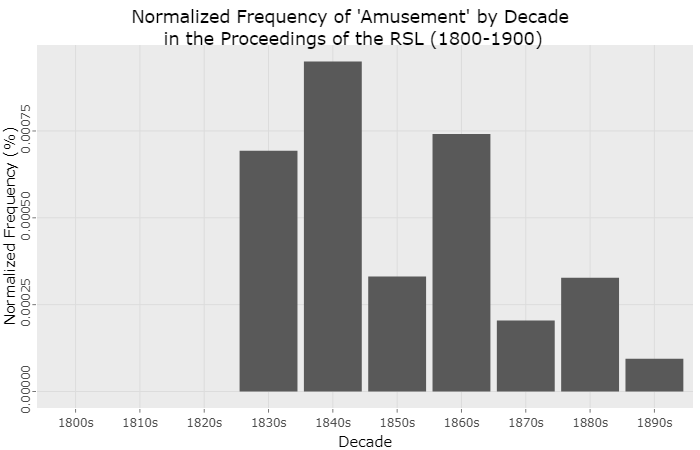 Normalized Frequency of 'Amusement' by Decade
in the Proceedings of the RSL (1800-1900)
Normalized Frequency (%)
0.00075
0.00050
0.00025
0.00000
1800s 1810s 1820s 1830s 1840s 1850s 1860s 1870s 1880s 1890s
Decade